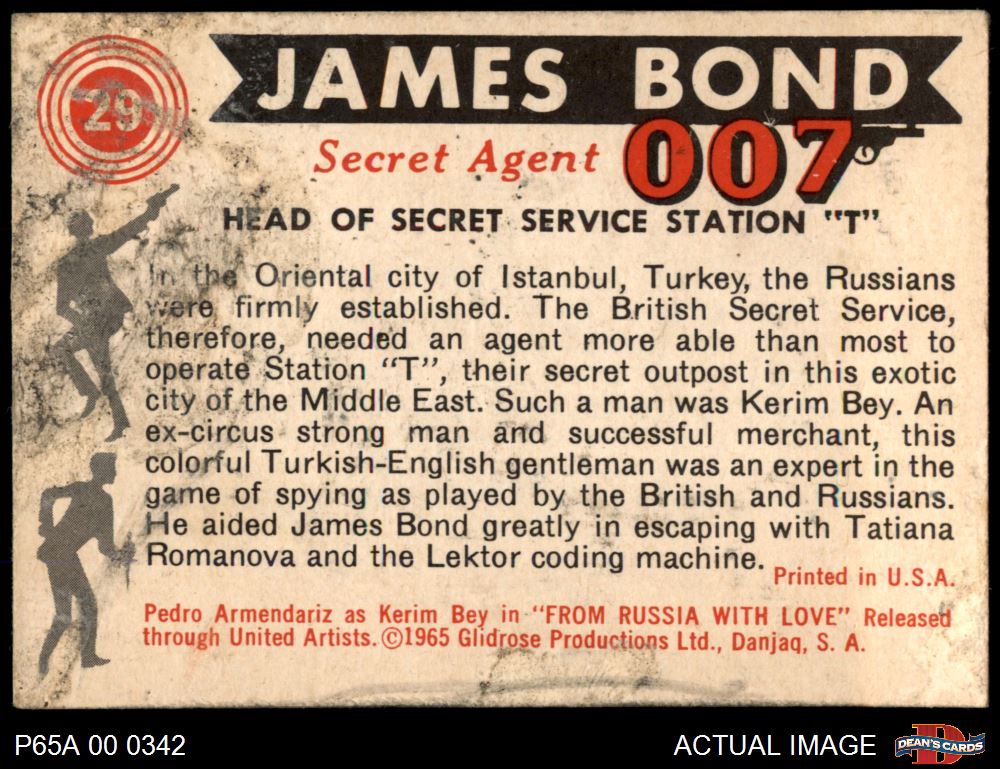 29
JAMES BOND
Secret Agent 007
HEAD OF SECRET SERVICE STATION "T"
In the Oriental city of Istanbul, Turkey, the Russians
were firmly established. The British Secret Service,
therefore, needed an agent more able than most to
operate Station "T", their secret outpost in this exotic
city of the Middle East. Such a man was Kerim Bey. An
ex-circus strong man and successful merchant, this
colorful Turkish-English gentleman was an expert in the
game of spying as played by the British and Russians.
He aided James Bond greatly in escaping with Tatiana
Romanova and the Lektor coding machine.
Printed in U.S.A.
Pedro Armendariz as Kerim Bey in "FROM RUSSIA WITH LOVE" Released
through United Artists. ©1965 Glidrose Productions Ltd., Danjaq, S. A.
P65A 00 0342
ACTUAL IMAGE
DEAN'S CARDS